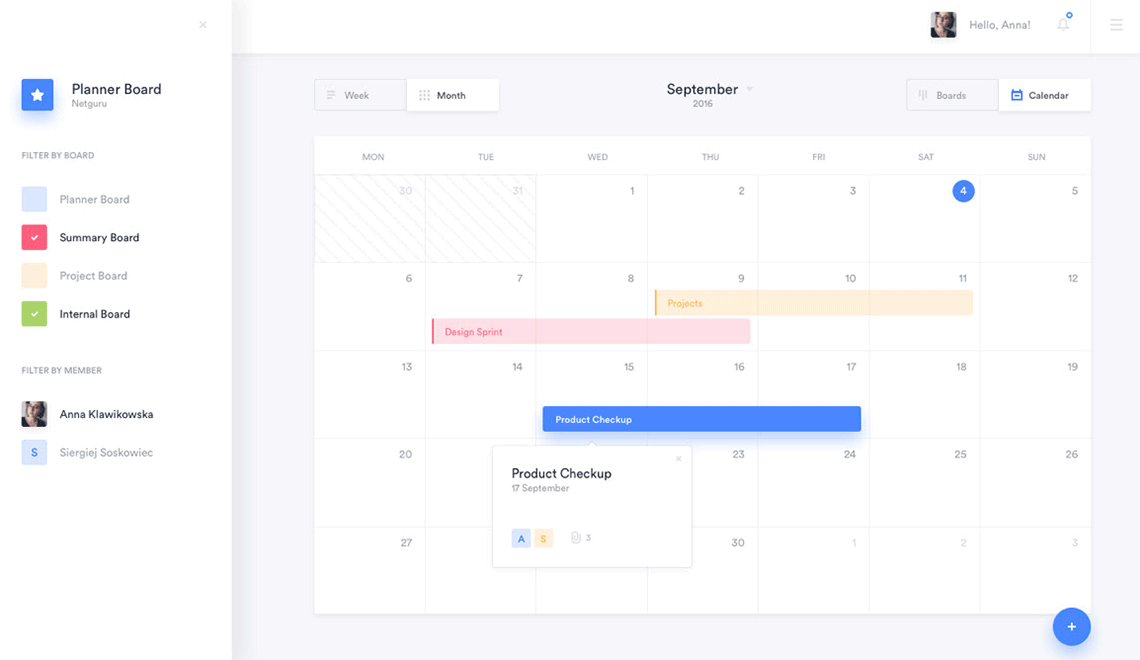 Hello, Anna!
Planner Board
Netguru
FILTER BY BOARD
Planner Board
Summary Board
Project Board
Internal Board
FILTER BY MEMBER
Anna Klawikowska
S Siergiej Soskowiec
Week Month
September
2016
Boards Calendar
MON TUE WED THU FRI SAT SUN
30 31 1 2 3 4 5
6 7 8 9 10 11 12
Projects
Design Sprint
13 14 15 16 17 18 19
Product Checkup
20 23 24 25 26
Product Checkup
17 September
A S 3
27 30 1 2 3
+